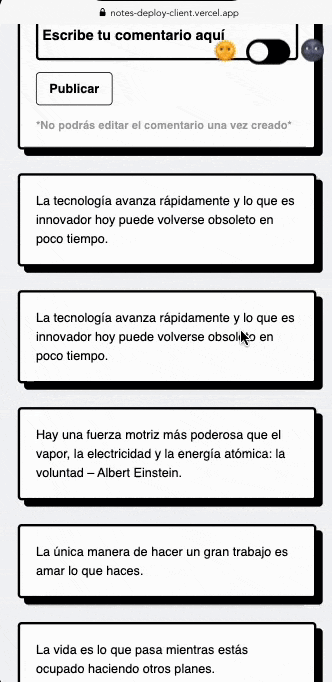 notes-deploy-client.vercel.app
Escribe tu comentario aquí
Publicar
*No podrás editar el comentario una vez creado*
La tecnología avanza rápidamente y lo que es
innovador hoy puede volverse obsoleto en
poco tiempo.
La tecnología avanza rápidamente y lo que es
innovador hoy puede volverse obsoleto en
poco tiempo.
Hay una fuerza motriz más poderosa que el
vapor, la electricidad y la energía atómica: la
voluntad – Albert Einstein.
La única manera de hacer un gran trabajo es
amar lo que haces.
La vida es lo que pasa mientras estás
ocupado haciendo otros planes.